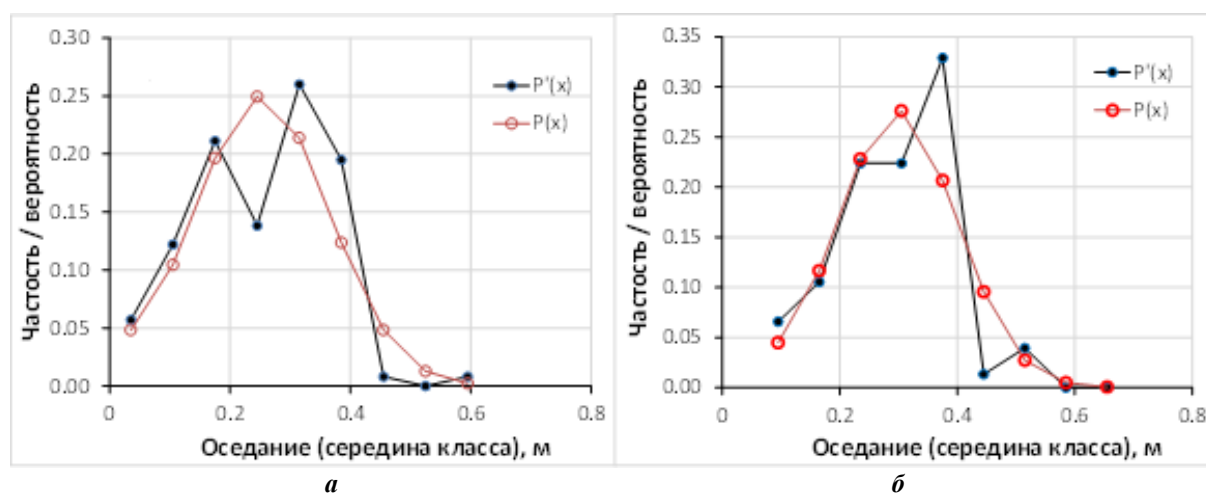 0.30
0.25
0.20
0.15
0.10
0.05
0.00
0
0.2
0.4
0.6
0.8
Частость / вероятность
Оседание (середина класса), м
P'(x)
P(x)
а
0.35
0.30
0.25
0.20
0.15
0.10
0.05
0.00
0
0.2
0.4
0.6
0.8
Частость / вероятность
Оседание (середина класса), м
P'(x)
P(x)
б